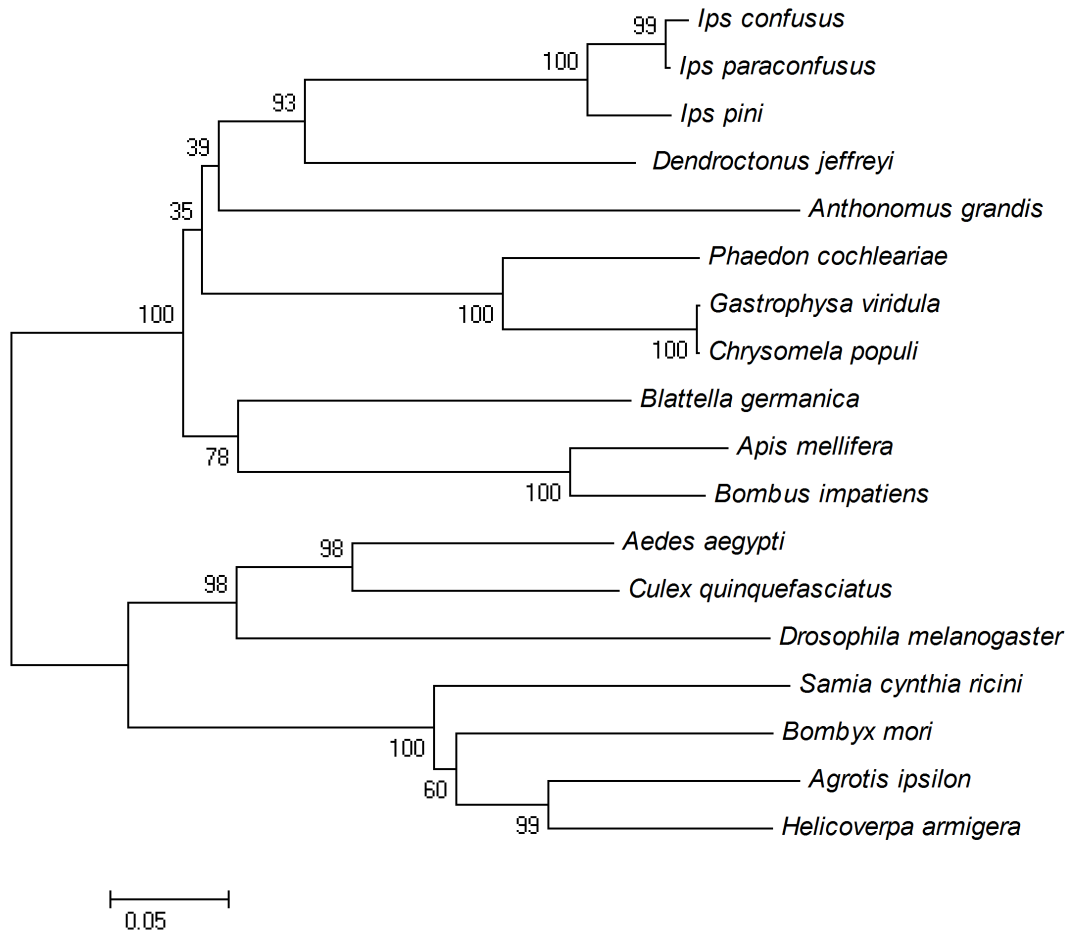 Ips confusus
99
Ips paraconfusus
100
Ips pini
93
Dendroctonus jeffreyi
39
Anthonomus grandis
35
Phaedon cochleariae
100
Gastrophysa viridula
100
Chrysomela populi
100
Blattella germanica
78
Apis mellifera
100
Bombus impatiens
Aedes aegypti
98
Culex quinquefasciatus
98
Drosophila melanogaster
Samia cynthia ricini
100
Bombyx mori
60
Agrotis ipsilon
99
Helicoverpa armigera
0.05